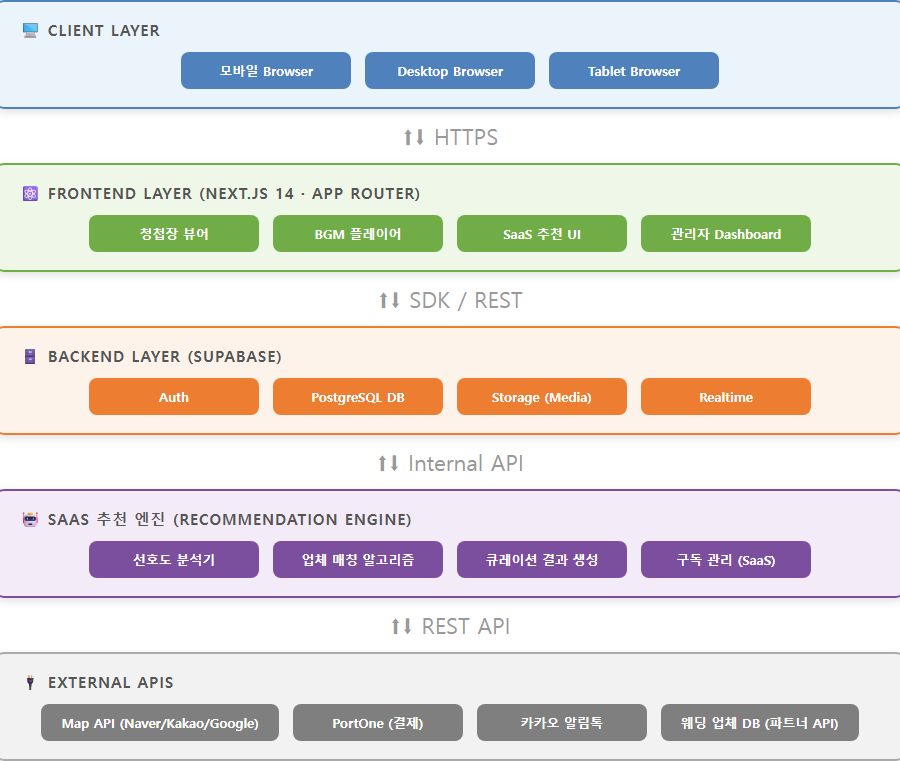 CLIENT LAYER
모바일 Browser
Desktop Browser
Tablet Browser
HTTPS
FRONTEND LAYER (NEXT.JS 14 · APP ROUTER)
청첩장 뷰어
BGM 플레이어
SaaS 추천 UI
관리자 Dashboard
SDK / REST
BACKEND LAYER (SUPABASE)
Auth
PostgreSQL DB
Storage (Media)
Realtime
Internal API
SAAS 추천 엔진 (RECOMMENDATION ENGINE)
선호도 분석기
업체 매칭 알고리즘
큐레이션 결과 생성
구독 관리 (SaaS)
REST API
EXTERNAL APIS
Map API (Naver/Kakao/Google)
PortOne (결제)
카카오 알림톡
웨딩 업체 DB (파트너 API)